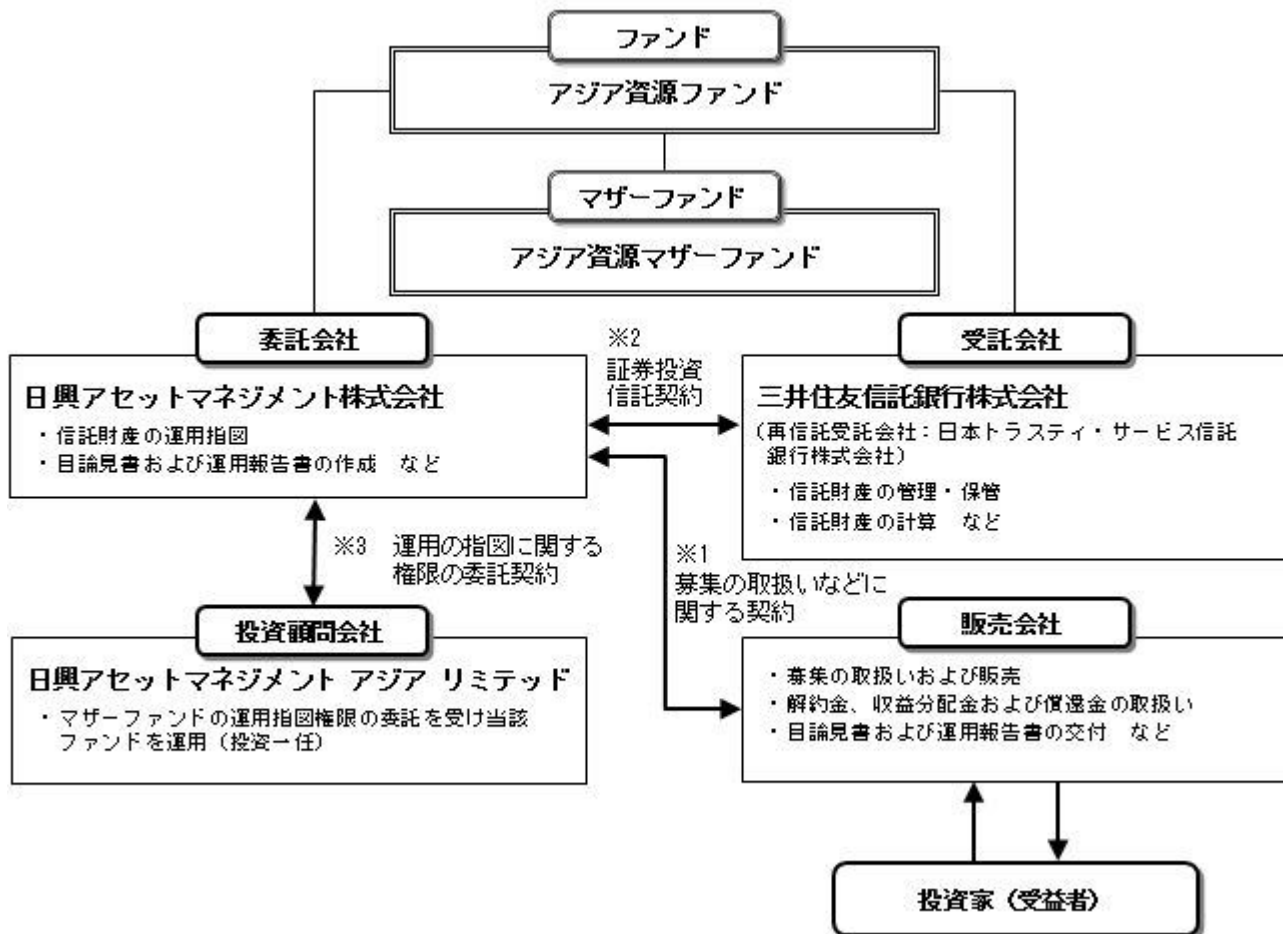 ファンド
アジア資源ファンド
マザーファンド
アジア資源マザーファンド
委託会社
日興アセットマネジメント株式会社
・信託財産の運用指図
・目論見書および運用報告書の作成 など
※2
証券投資
信託契約
受託会社
三井住友信託銀行株式会社
(再信託受託会社:日本トラスティ・サービス信託
銀行株式会社)
・信託財産の管理・保管
・信託財産の計算 など
※3 運用の指図に関する
権限の委託契約
※1
募集の取扱いなどに
関する契約
投資顧問会社
日興アセットマネジメント アジア リミテッド
・マザーファンドの運用指図権限の委託を受け当該
ファンドを運用(投資一任)
販売会社
・募集の取扱いおよび販売
・解約金、収益分配金および償還金の取扱い
・目論見書および運用報告書の交付 など
投資家(受益者)